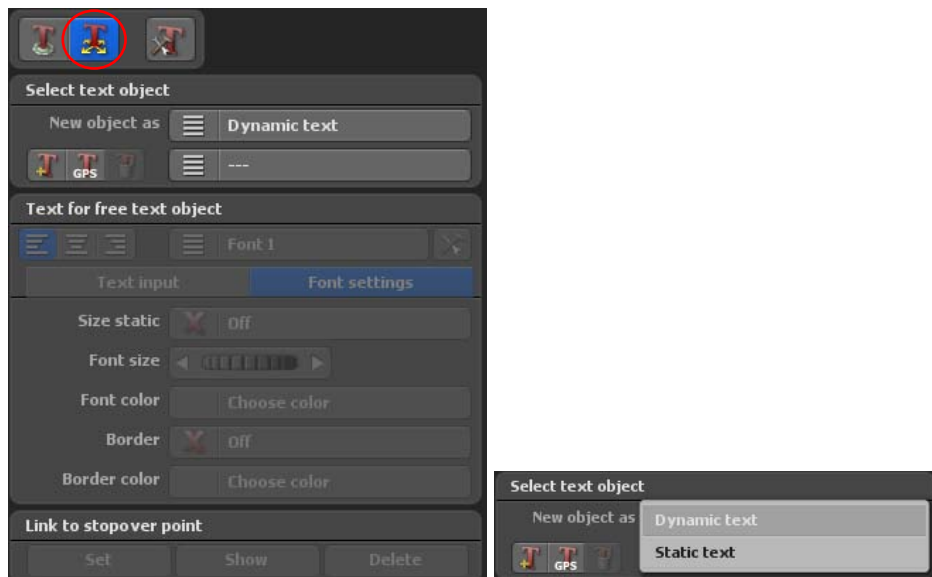 Select text object
New object as Dynamic text
GPS ---
Text for free text object
Font 1
Text input Font settings
Size static Off
Font size
Font color Choose color
Border Off
Border color Choose color
Link to stopover point
Set Show Delete
Select text object
New object as Dynamic text
GPS Static text